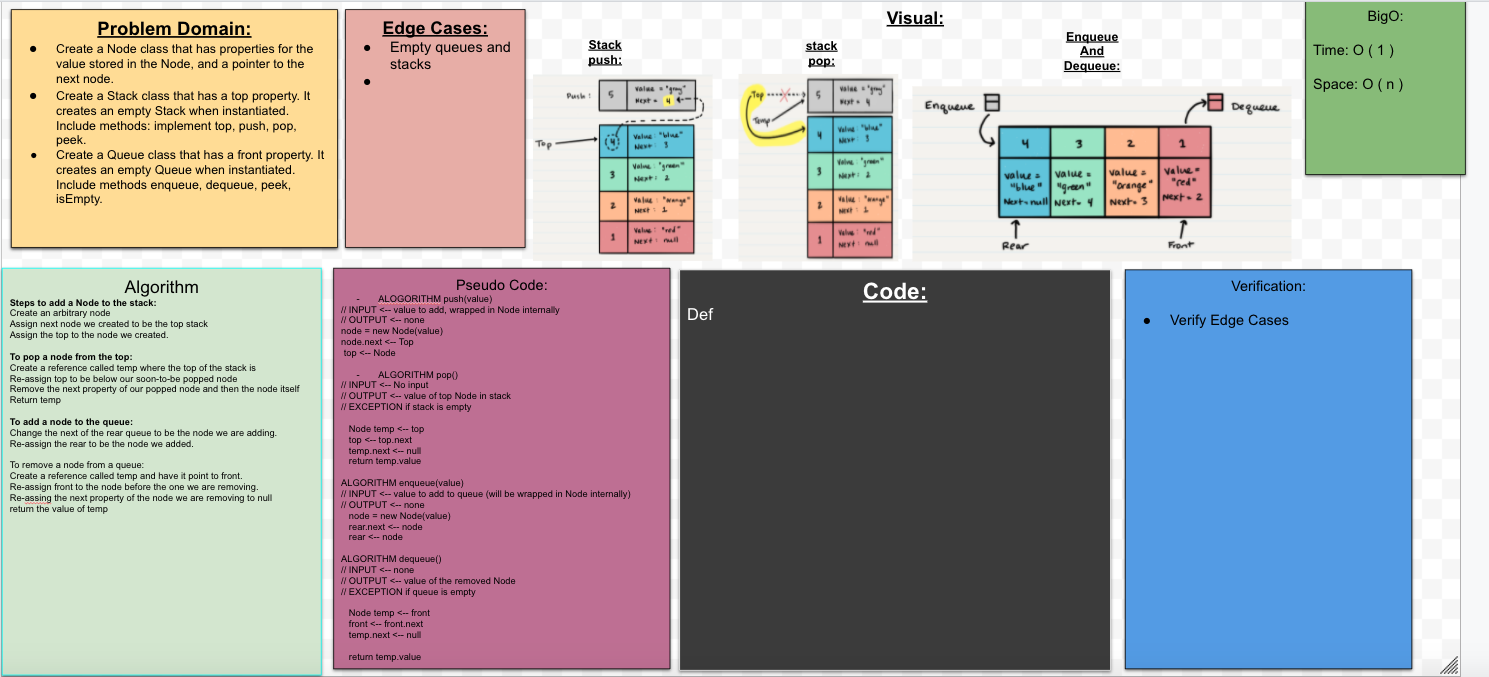 Problem Domain:
● Create a Node class that has properties for the
value stored in the Node, and a pointer to the
next node.
● Create a Stack class that has a top property. It
creates an empty Stack when instantiated.
Include methods: implement top, push, pop,
peek.
● Create a Queue class that has a front property. It
creates an empty Queue when instantiated.
Include methods enqueue, dequeue, peek,
isEmpty.
Edge Cases:
● Empty queues and
stacks
●
Visual:
Stack
push:
Push:
5
value = "gray"
Next = 4
Top
4
Value: "blue"
Next: 3
3
Value: "green"
Next: 2
2
Value: "orange"
Next: 1
1
Value: "red"
Next: null
stack
pop:
Top
Temp
5
Value: "gray"
Next: 4
4
Value: "blue"
Next: 3
3
Value: "green"
Next: 2
2
Value: "orange"
Next: 1
1
Value: "red"
Next: null
Enqueue
And
Dequeue:
Enqueue
Dequeue
4 3 2 1
value = "blue" Next=null
value = "green" Next= 4
value = "orange" Next= 3
value = "red" Next = 2
Rear
Front
BigO:
Time: O ( 1 )
Space: O ( n )
Algorithm
Steps to add a Node to the stack:
Create an arbitrary node
Assign next node we created to be the top stack
Assign the top to the node we created.
To pop a node from the top:
Create a reference called temp where the top of the stack is
Re-assign top to be below our soon-to-be popped node
Remove the next property of our popped node and then the node itself
Return temp
To add a node to the queue:
Change the next of the rear queue to be the node we are adding.
Re-assign the rear to be the node we added.
To remove a node from a queue:
Create a reference called temp and have it point to front.
Re-assign front to the node before the one we are removing.
Re-assing the next property of the node we are removing to null
return the value of temp
Pseudo Code:
- ALOGORITHM push(value)
// INPUT <-- value to add, wrapped in Node internally
// OUTPUT <-- none
node = new Node(value)
node.next <-- Top
top <-- Node
- ALGORITHM pop()
// INPUT <-- No input
// OUTPUT <-- value of top Node in stack
// EXCEPTION if stack is empty
Node temp <-- top
top <-- top.next
temp.next <-- null
return temp.value
ALGORITHM enqueue(value)
// INPUT <-- value to add to queue (will be wrapped in Node internally)
// OUTPUT <-- none
node = new Node(value)
rear.next <-- node
rear <-- node
ALGORITHM dequeue()
// INPUT <-- none
// OUTPUT <-- value of the removed Node
// EXCEPTION if queue is empty
Node temp <-- front
front <-- front.next
temp.next <-- null
return temp.value
Code:
Def
Verification:
● Verify Edge Cases